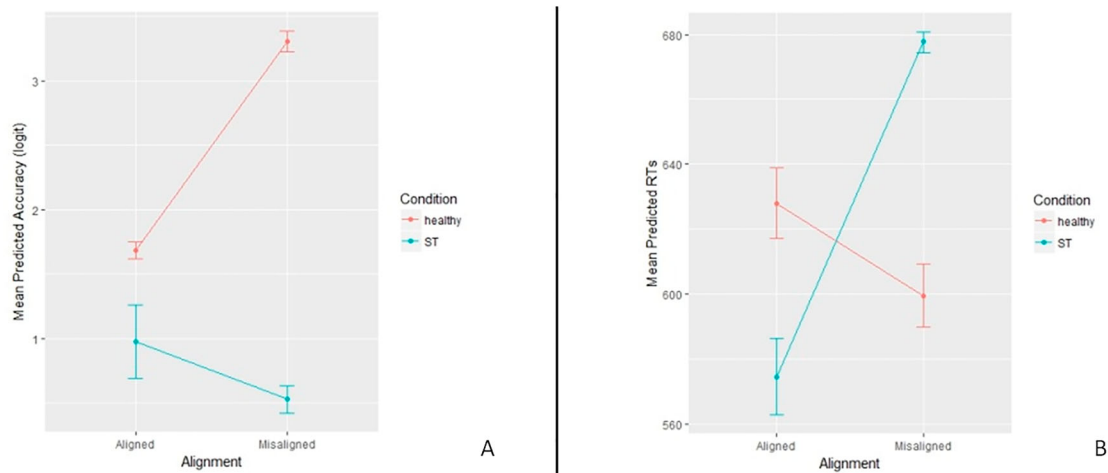 Mean Predicted Accuracy (logit)
3
2
1
Aligned Misaligned
Alignment
Condition
healthy
ST
A
Mean Predicted RTs
680
640
600
560
Aligned Misaligned
Alignment
Condition
healthy
ST
B